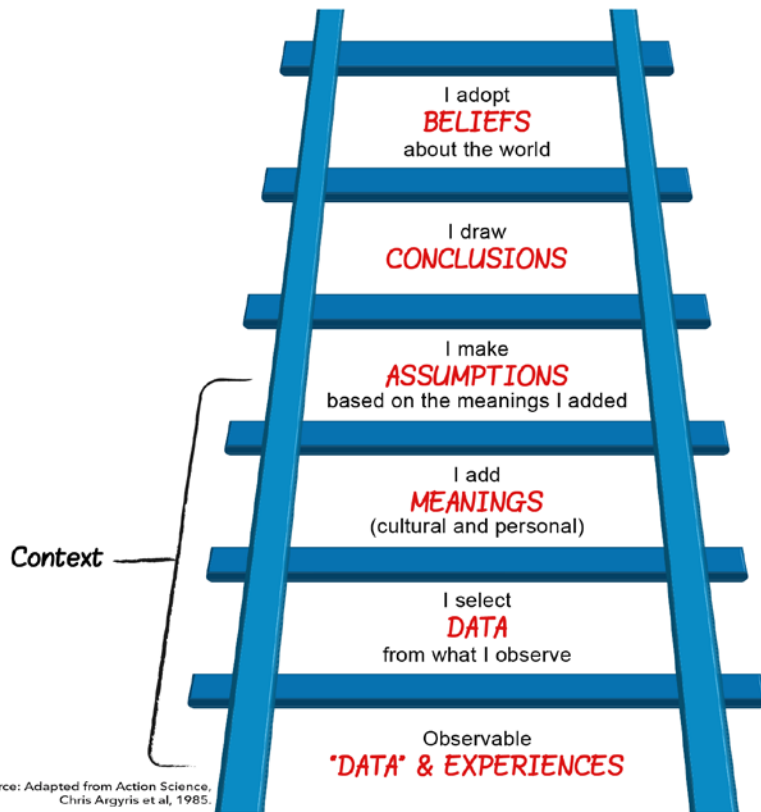 I adopt
BELIEFS
about the world
I draw
CONCLUSIONS
I make
ASSUMPTIONS
based on the meanings I added
I add
MEANINGS
(cultural and personal)
Context
I select
DATA
from what I observe
Observable
"DATA" & EXPERIENCES
rce: Adapted from Action Science,
Chris Argyris et al, 1985.